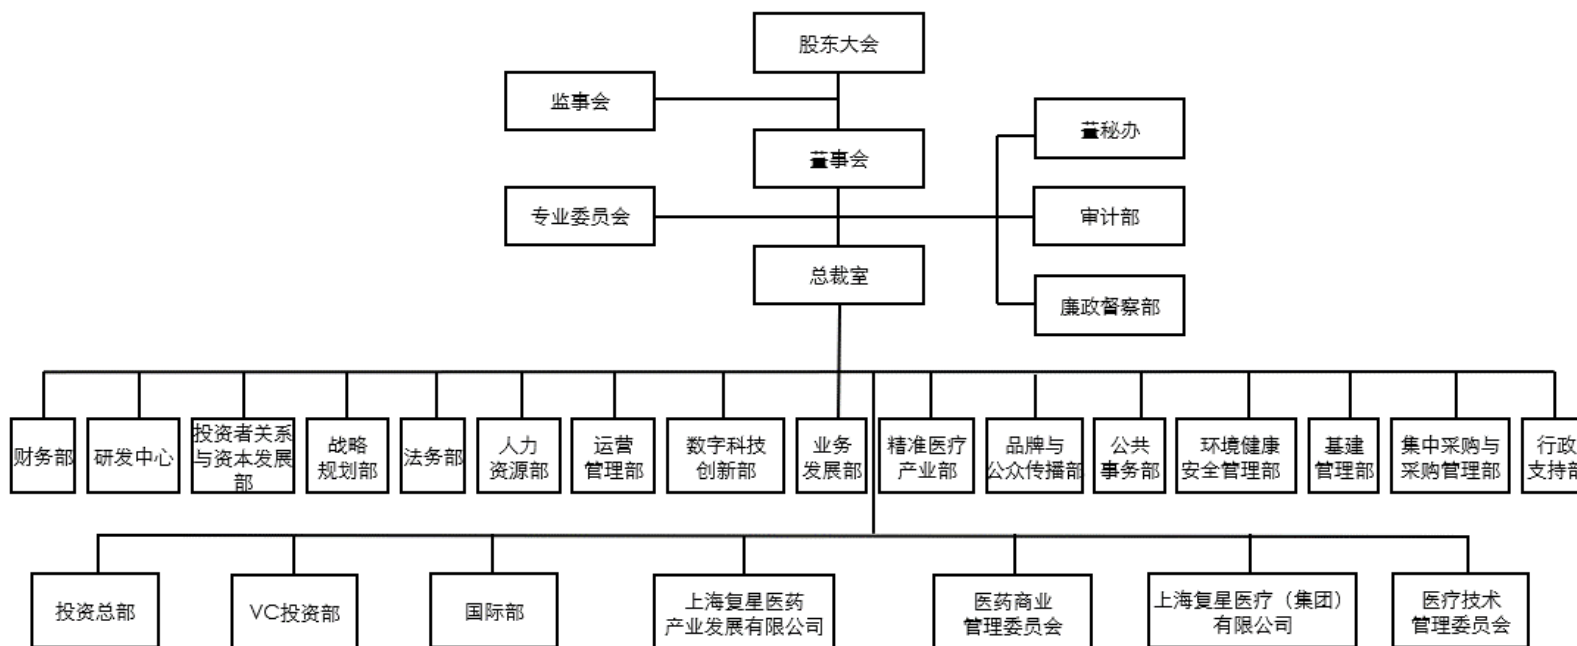 股东大会
监事会
董秘办
董事会
专业委员会
审计部
总裁室
廉政督察部
财务部
研发中心
投资者关系
与资本发展
部
战略
规划部
法务部
人力
资源部
运营
管理部
数字科技
创新部
业务
发展部
精准医疗
产业部
品牌与
公众传播部
公共
事务部
环境健康
安全管理部
基建
管理部
集中采购与
采购管理部
行政
支持部
投资总部
VC投资部
国际部
上海复星医药
产业发展有限公司
医药商业
管理委员会
上海复星医疗（集团）
有限公司
医疗技术
管理委员会